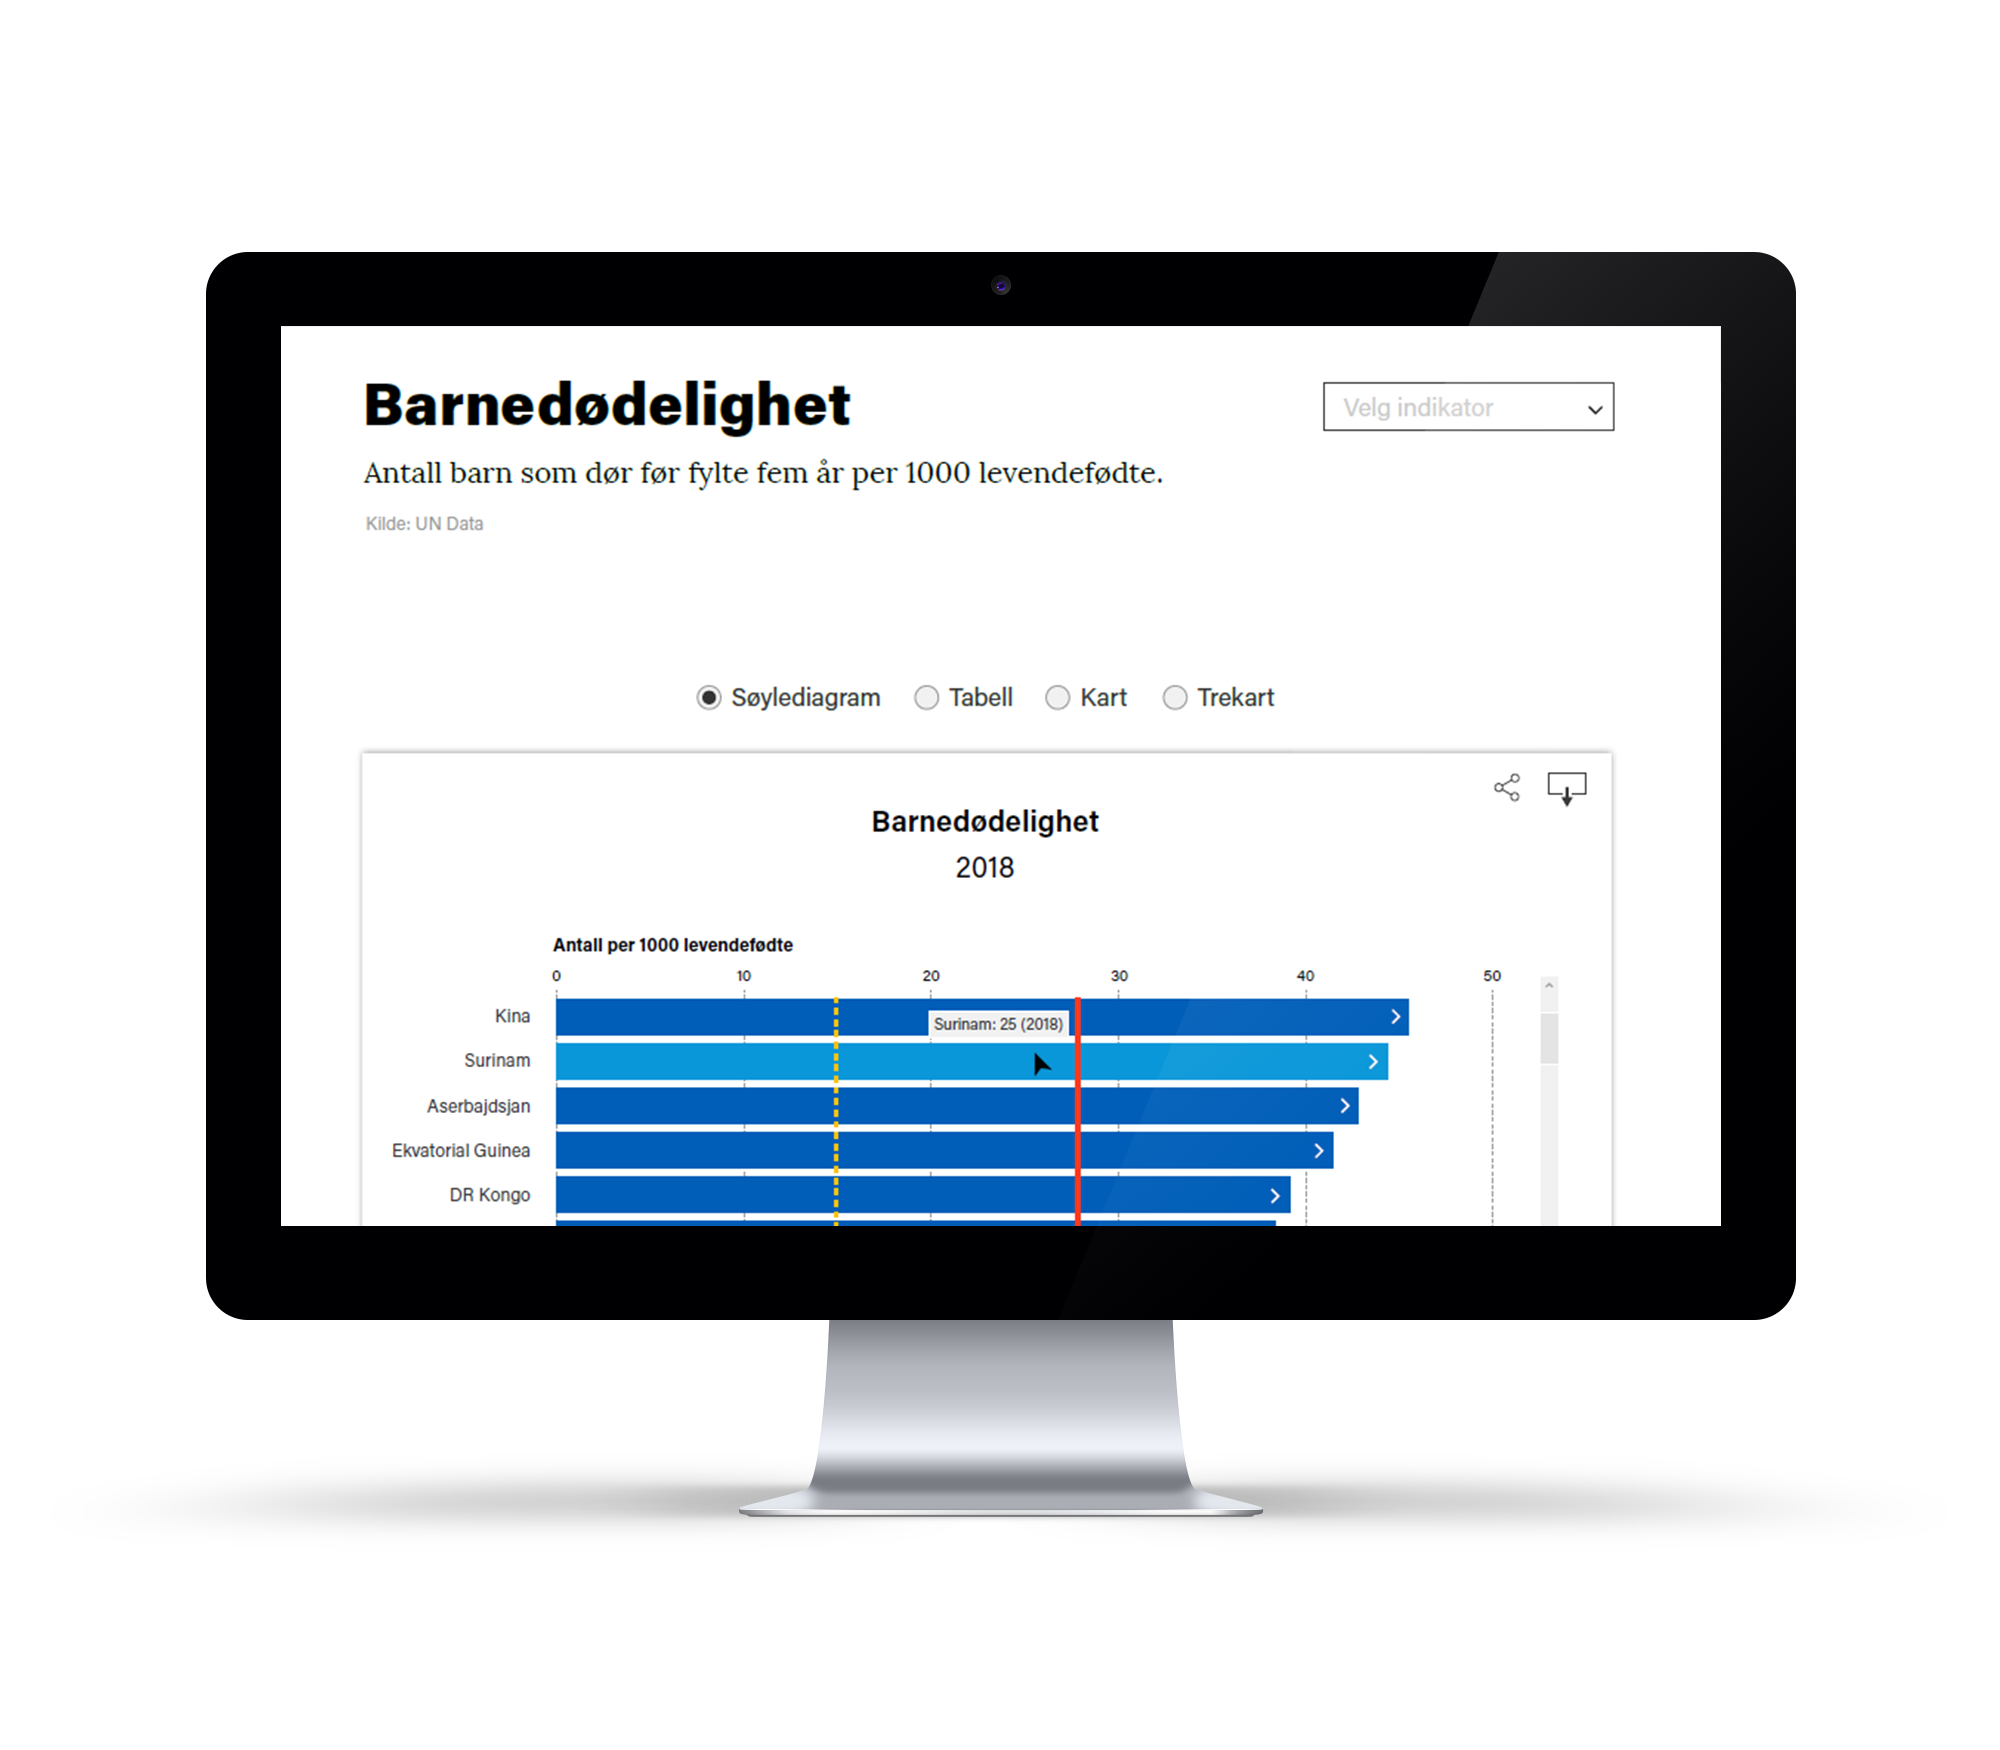 Barnedødelighet
Velg indikator
Antall barn som dør før fylte fem år per 1000 levendefødte.
Kilde: UN Data
Søylediagram Tabell Kart Trekart
Barnedødelighet
2018
Antall per 1000 levendefødte
0 10 20 30 40 50
Kina
Surinam: 25 (2018)
Surinam
Aserbajdsjan
Ekvatorial Guinea
DR Kongo